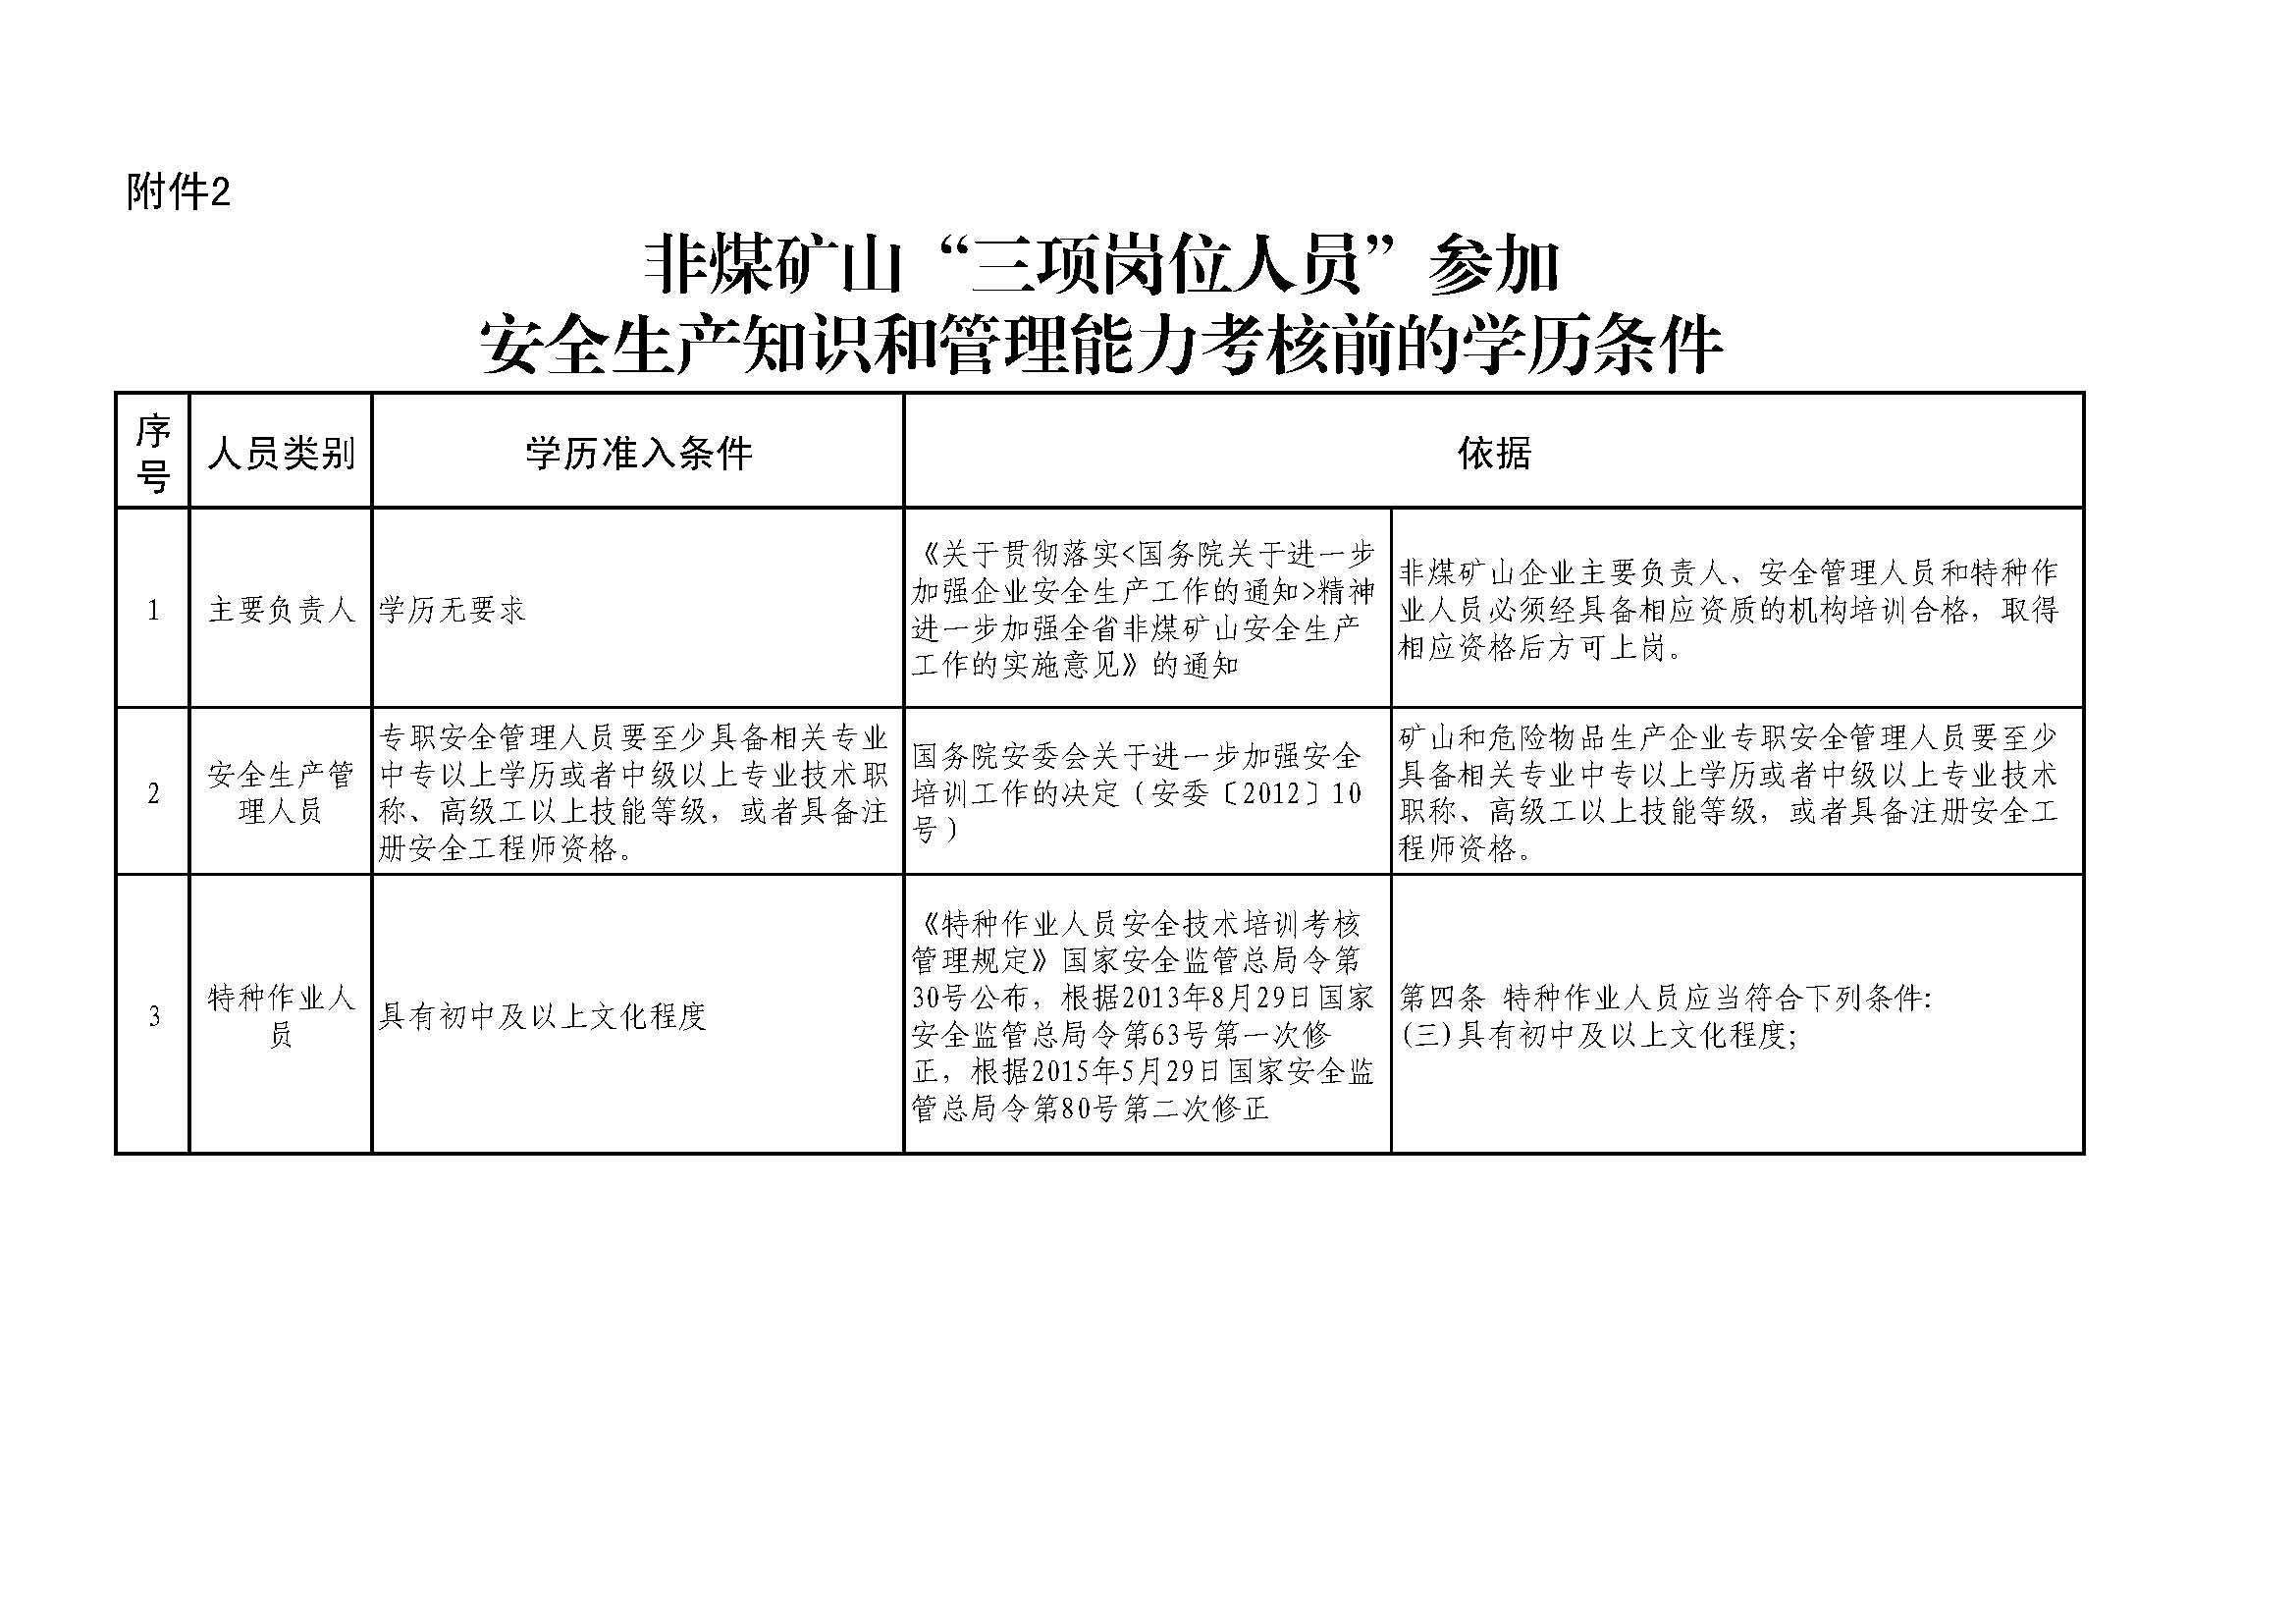 附件2
非煤矿山“三项岗位人员”参加
安全生产知识和管理能力考核前的学历条件
序
号
人员类别
学历准入条件
依据
1
主要负责人
学历无要求
《关于贯彻落实<国务院关于进一步
加强企业安全生产工作的通知>精神
进一步加强全省非煤矿山安全生产
工作的实施意见》的通知
非煤矿山企业主要负责人、安全管理人员和特种作
业人员必须经具备相应资质的机构培训合格，取得
相应资格后方可上岗。
2
安全生产管
理人员
专职安全管理人员要至少具备相关专业
中专以上学历或者中级以上专业技术职
称、高级工以上技能等级，或者具备注
册安全工程师资格。
国务院安委会关于进一步加强安全
培训工作的决定（安委〔2012〕10
号）
矿山和危险物品生产企业专职安全管理人员要至少
具备相关专业中专以上学历或者中级以上专业技术
职称、高级工以上技能等级，或者具备注册安全工
程师资格。
3
特种作业人
员
具有初中及以上文化程度
《特种作业人员安全技术培训考核
管理规定》国家安全监管总局令第
30号公布，根据2013年8月29日国家
安全监管总局令第63号第一次修
正，根据2015年5月29日国家安全监
管总局令第80号第二次修正
第四条 特种作业人员应当符合下列条件:
(三)具有初中及以上文化程度;